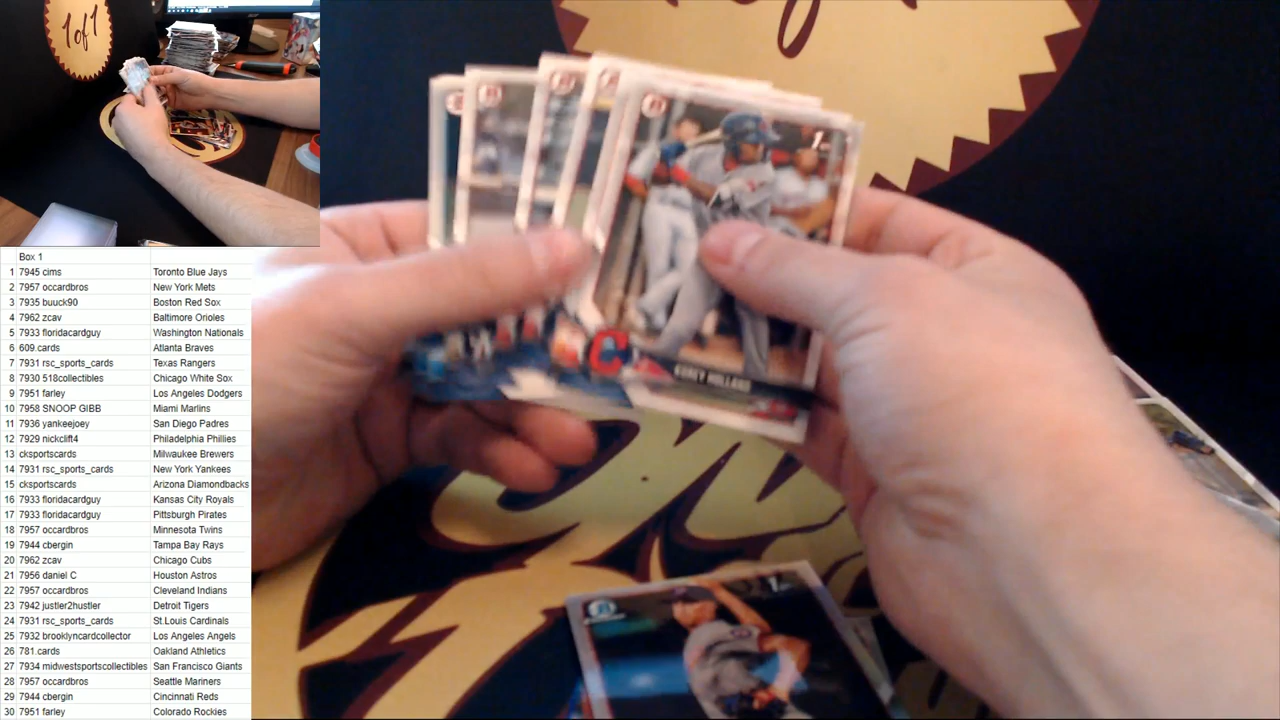 1 of 1
Box 1
1 7945 cims Toronto Blue Jays
2 7957 occardbros New York Mets
3 7935 buuck90 Boston Red Sox
4 7962 zcav Baltimore Orioles
5 7933 floridacardguy Washington Nationals
6 609.cards Atlanta Braves
7 7931 rsc_sports_cards Texas Rangers
8 7930 518collectibles Chicago White Sox
9 7951 farley Los Angeles Dodgers
10 7958 SNOOP GIBB Miami Marlins
11 7936 yankeejoey San Diego Padres
12 7929 nickclift4 Philadelphia Phillies
13 cksportscards Milwaukee Brewers
14 7931 rsc_sports_cards New York Yankees
15 cksportscards Arizona Diamondbacks
16 7933 floridacardguy Kansas City Royals
17 7933 floridacardguy Pittsburgh Pirates
18 7957 occardbros Minnesota Twins
19 7944 cbergin Tampa Bay Rays
20 7962 zcav Chicago Cubs
21 7956 daniel C Houston Astros
22 7957 occardbros Cleveland Indians
23 7942 justler2hustler Detroit Tigers
24 7931 rsc_sports_cards St.Louis Cardinals
25 7932 brooklyncardcollector Los Angeles Angels
26 781.cards Oakland Athletics
27 7934 midwestsportscollectibles San Francisco Giants
28 7957 occardbros Seattle Mariners
29 7944 cbergin Cincinnati Reds
30 7951 farley Colorado Rockies
KOREY HOLLAND